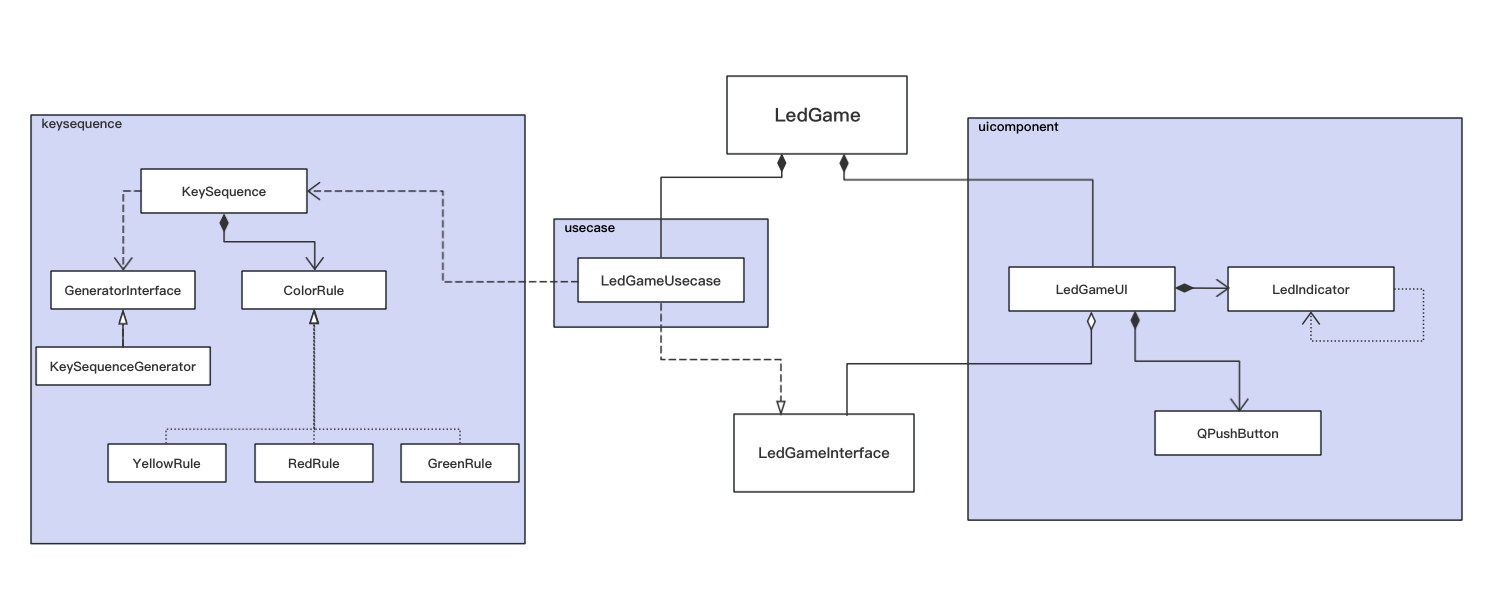 LedGame
keysequence
KeySequence
GeneratorInterface
ColorRule
KeySequenceGenerator
YellowRule
RedRule
GreenRule
usecase
LedGameUsecase
LedGameInterface
uicomponent
LedGameUI
LedIndicator
QPushButton